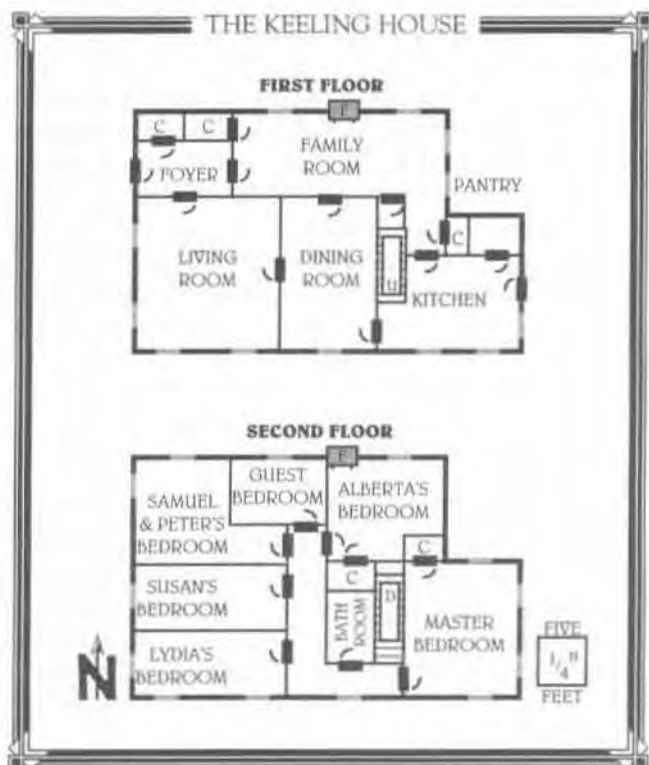 THE KEELING HOUSE
FIRST FLOOR
F
C
C
FAMILY
ROOM
FOYER
PANTRY
C
LIVING
ROOM
DINING
ROOM
U
KITCHEN
SECOND FLOOR
F
GUEST
BEDROOM
ALBERTA'S
BEDROOM
SAMUEL
& PETER'S
BEDROOM
C
SUSAN'S
BEDROOM
C
D
BATH
ROOM
MASTER
BEDROOM
LYDIA'S
BEDROOM
N
FIVE
1/4"
FEET